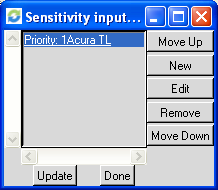 Sensitivity input...
Priority: 1Acura TL
Move Up
New
Edit
Remove
Move Down
Update
Done